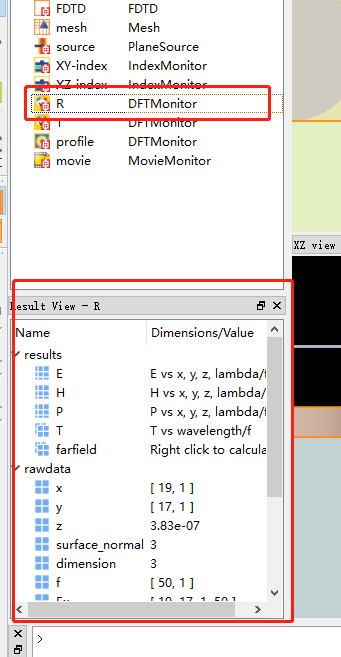 FDTD FDTD
mesh Mesh
source PlaneSource
XY-index IndexMonitor
XZ-index IndexMonitor
R DFTMonitor
T DFTMonitor
profile DFTMonitor
movie MovieMonitor
XZ view
Result View - R
Name Dimensions/Value
results
E E vs x, y, z, lambda/f
H H vs x, y, z, lambda/f
P P vs x, y, z, lambda/f
T T vs wavelength/f
farfield Right click to calcula
rawdata
x [ 19, 1 ]
y [ 17, 1 ]
z 3.83e-07
surface_normal 3
dimension 3
f [ 50, 1 ]
Ex [ 19, 17, 1, 50 ]
>